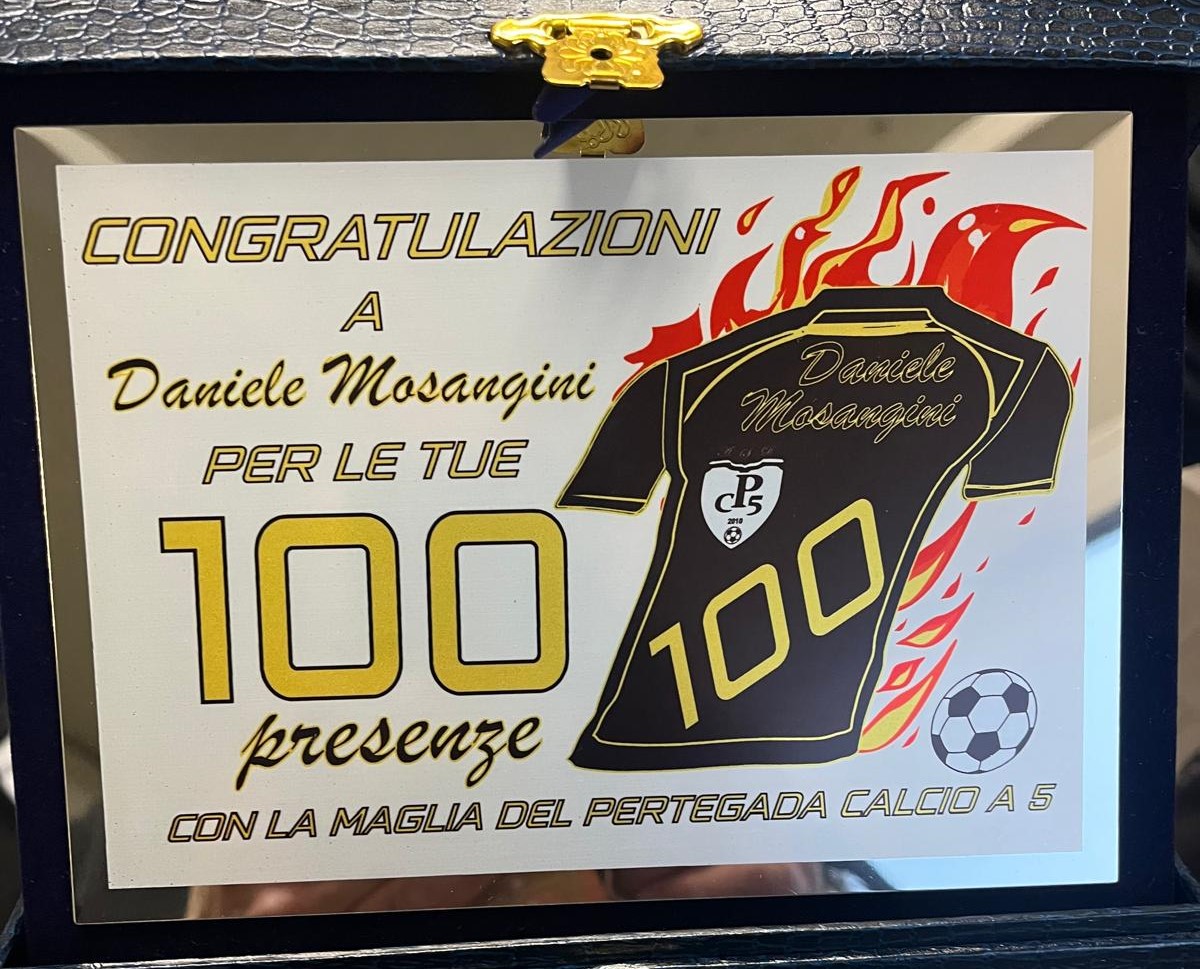 CONGRATULAZIONI
A
Daniele Mosangini
PER LE TUE
100
presenze
CON LA MAGLIA DEL PERTEGADA CALCIO A 5
Daniele
Mosangini
CP5
2010
100